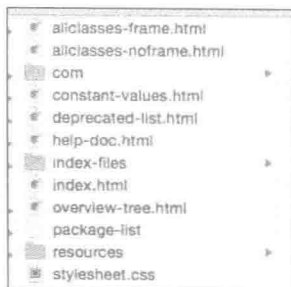 allclasses-frame.html
allclasses-noframe.html
com
constant-values.html
deprecated-list.html
help-doc.html
index-files
index.html
overview-tree.html
package-list
resources
stylesheet.css